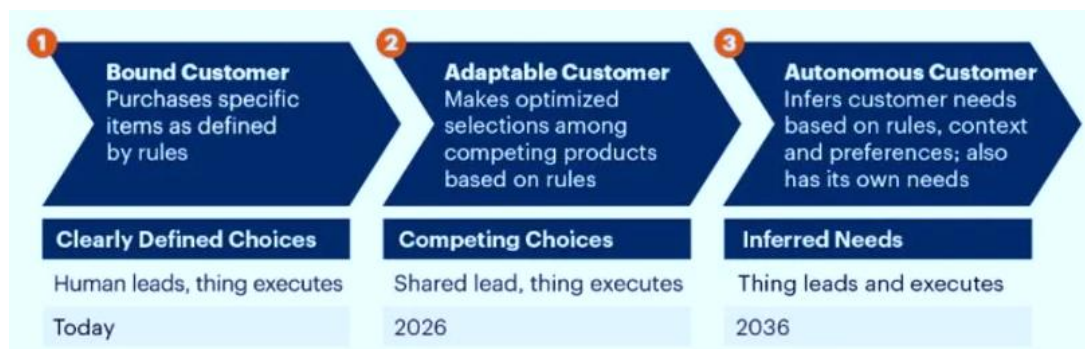 1
Bound Customer
Purchases specific
items as defined
by rules
2
Adaptable Customer
Makes optimized
selections among
competing products
based on rules
3
Autonomous Customer
Infers customer needs
based on rules, context
and preferences; also
has its own needs
Clearly Defined Choices
Competing Choices
Inferred Needs
Human leads, thing executes
Shared lead, thing executes
Thing leads and executes
Today
2026
2036